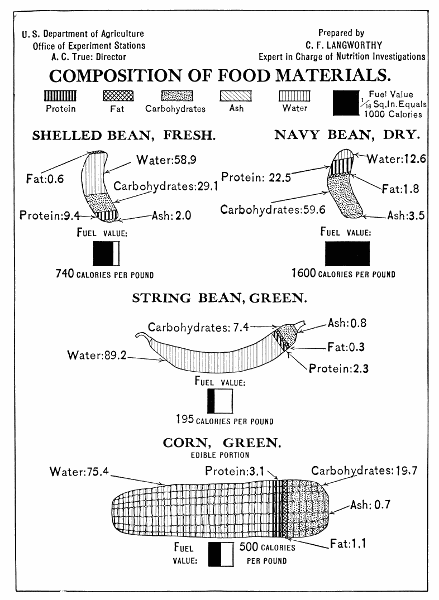 U.S. Department of Agriculture
Office of Experiment Stations
A.C. True: Director
Prepared by
C. F. LANGWORTHY
Expert in Charge of Nutrition Investigations
COMPOSITION OF FOOD MATERIALS.
Protein
Fat
Carbohydrates
Ash
Water
Fuel Value
1/16 Sq.In.Equals
1000 Calories
SHELLED BEAN, FRESH.
Water:58.9
Fat:0.6
Carbohydrates:29.1
Protein:9.4
Ash:2.0
FUEL VALUE:
740 CALORIES PER POUND
NAVY BEAN, DRY.
Water:12.6
Protein: 22.5
Fat:1.8
Carbohydrates:59.6
Ash:3.5
FUEL VALUE:
1600 CALORIES PER POUND
STRING BEAN, GREEN.
Carbohydrates: 7.4
Ash:0.8
Water:89.2
Fat:0.3
Protein:2.3
FUEL VALUE:
195 CALORIES PER POUND
CORN, GREEN.
EDIBLE PORTION
Water:75.4
Protein:3.1
Carbohydrates:19.7
Ash:0.7
Fat:1.1
FUEL
VALUE:
500 CALORIES
PER POUND